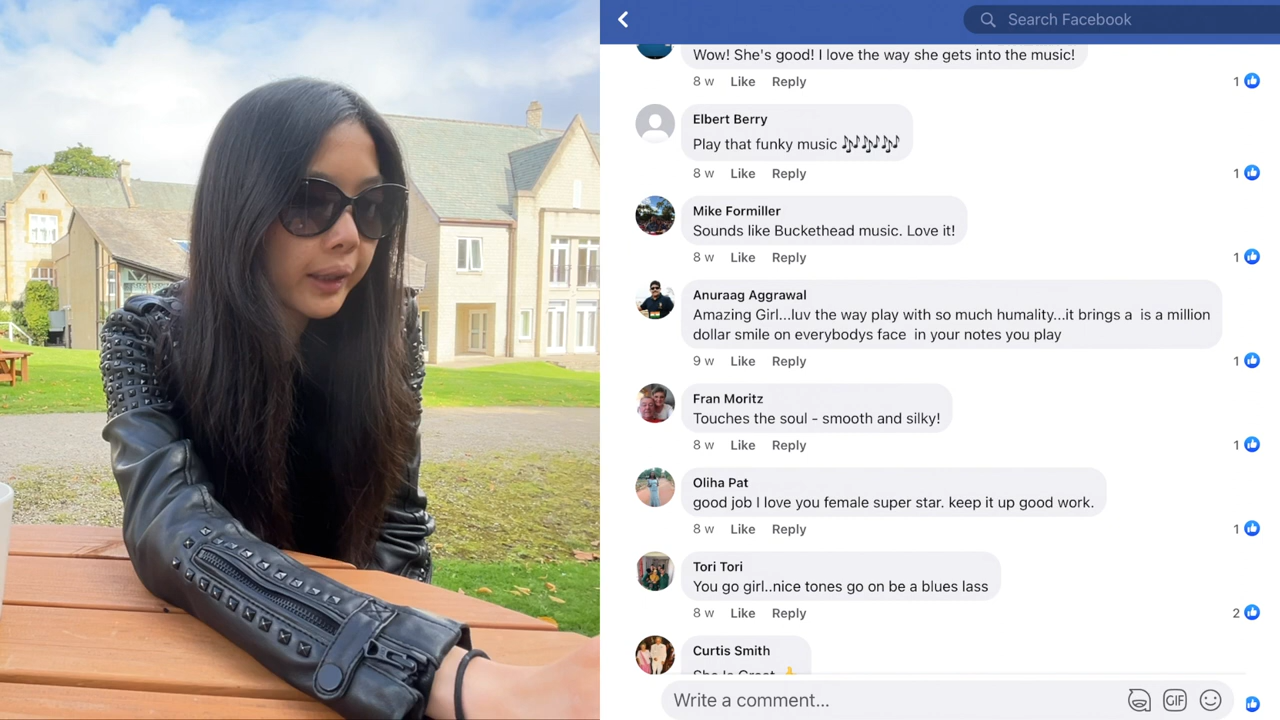 Search Facebook
Wow! She's good! I love the way she gets into the music!
8 w Like Reply 1
Elbert Berry
Play that funky music 🎶🎶🎶
8 w Like Reply 1
Mike Formiller
Sounds like Buckethead music. Love it!
8 w Like Reply 1
Anuraag Aggrawal
Amazing Girl...luv the way play with so much humality...it brings a  is a million
dollar smile on everybodys face  in your notes you play
9 w Like Reply 1
Fran Moritz
Touches the soul - smooth and silky!
8 w Like Reply 1
Oliha Pat
good job I love you female super star. keep it up good work.
8 w Like Reply 1
Tori Tori
You go girl..nice tones go on be a blues lass
8 w Like Reply 2
Curtis Smith
She Is Great
Write a comment...
GIF